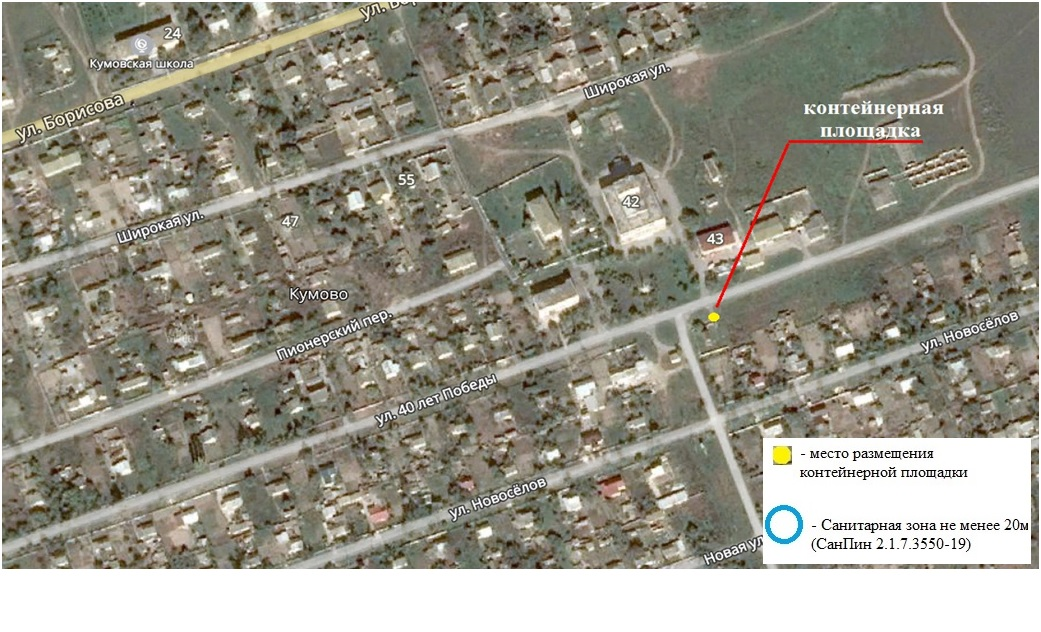 ул. Бор
24
Кумовская школа
ул. Борисова
Широкая ул.
контейнерная
площадка
55
42
47
Широкая ул.
43
Кумово
Пионерский пер.
ул. Новосёлов
ул. 40 лет Победы
ул. Новосёлов
Новая ул
- место размещения
контейнерной площадки
- Санитарная зона не менее 20м
(СанПин 2.1.7.3550-19)